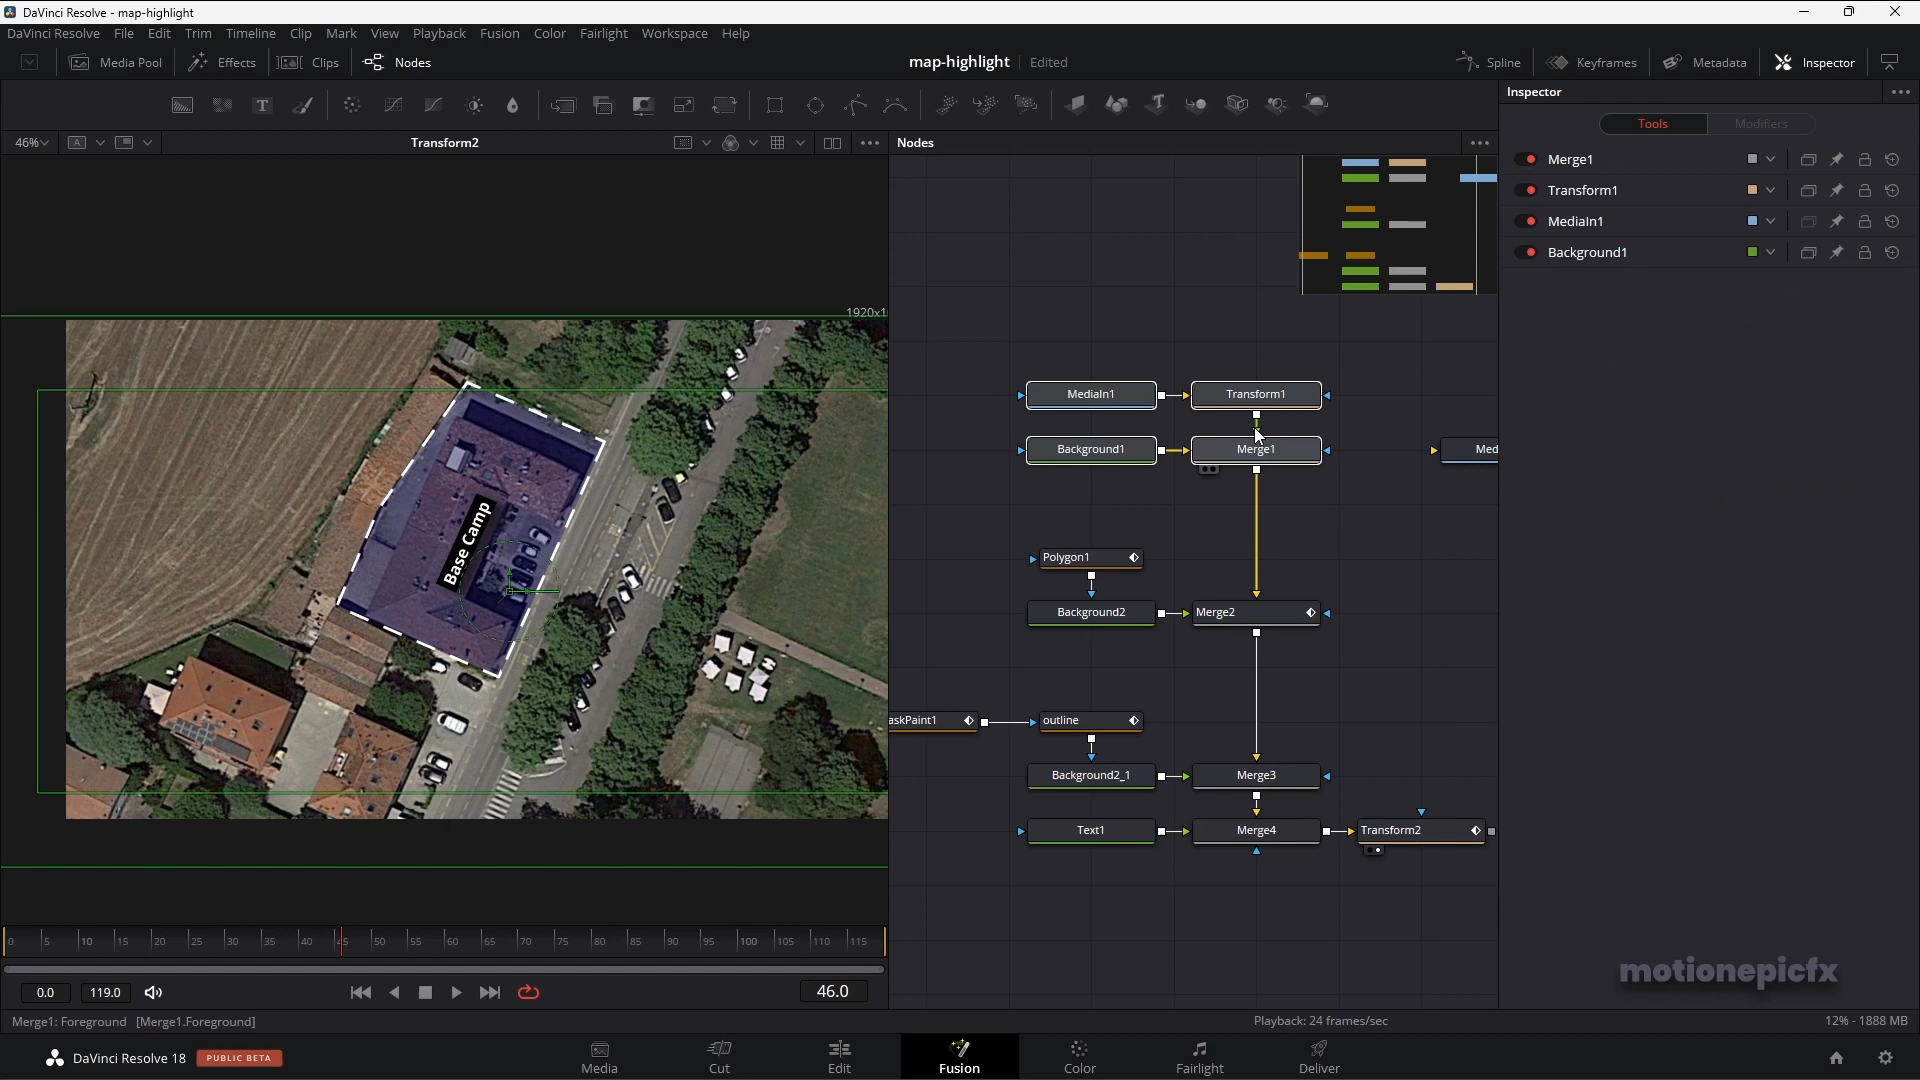 DaVinci Resolve - map-highlight
DaVinci Resolve File Edit Trim Timeline Clip Mark View Playback Fusion Color Fairlight Workspace Help
Media Pool Effects Clips Nodes map-highlight Edited Spline Keyframes Metadata Inspector
Inspector
Tools Modifiers
46% A Transform2 Nodes
Merge1
Transform1
MediaIn1
Background1
1920x1
MediaIn1 Transform1
Background1 Merge1 Med
Base Camp
Polygon1
Background2 Merge2
askPaint1 outline
Background2_1 Merge3
Text1 Merge4 Transform2
0 5 10 15 20 25 30 35 40 45 50 55 60 65 70 75 80 85 90 95 100 105 110 115
motionepicfx
0.0 119.0 46.0
Merge1: Foreground [Merge1.Foreground] Playback: 24 frames/sec 12% - 1888 MB
DaVinci Resolve 18 PUBLIC BETA
Media Cut Edit Fusion Color Fairlight Deliver